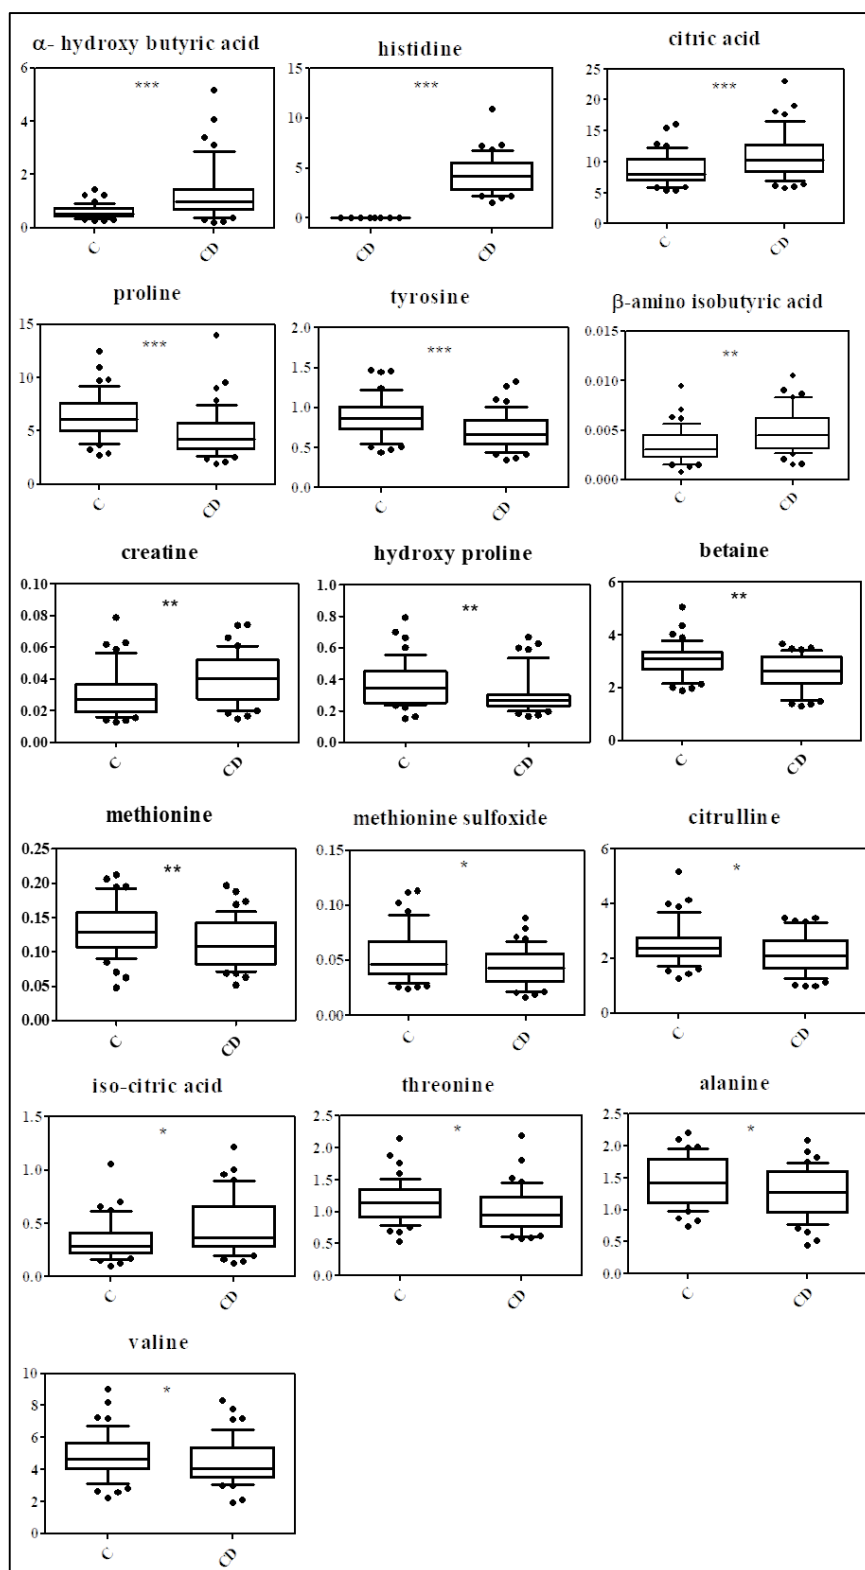 α- hydroxy butyric acid
6
4
2
0
***
C
CD
histidine
15
10
5
0
***
CD
CD
citric acid
25
20
15
10
5
0
***
C
CD
proline
15
10
5
0
***
C
CD
tyrosine
2.0
1.5
1.0
0.5
0.0
***
C
CD
β-amino isobutyric acid
0.015
0.010
0.005
0.000
**
C
CD
creatine
0.10
0.08
0.06
0.04
0.02
0.00
**
C
CD
hydroxy proline
1.0
0.8
0.6
0.4
0.2
0.0
**
C
CD
betaine
6
4
2
0
**
C
CD
methionine
0.25
0.20
0.15
0.10
0.05
0.00
**
C
CD
methionine sulfoxide
0.15
0.10
0.05
0.00
*
C
CD
citrulline
6
4
2
0
*
C
CD
iso-citric acid
1.5
1.0
0.5
0.0
*
C
CD
threonine
2.5
2.0
1.5
1.0
0.5
0.0
*
C
CD
alanine
2.5
2.0
1.5
1.0
0.5
0.0
*
C
CD
valine
10
8
6
4
2
0
*
C
CD